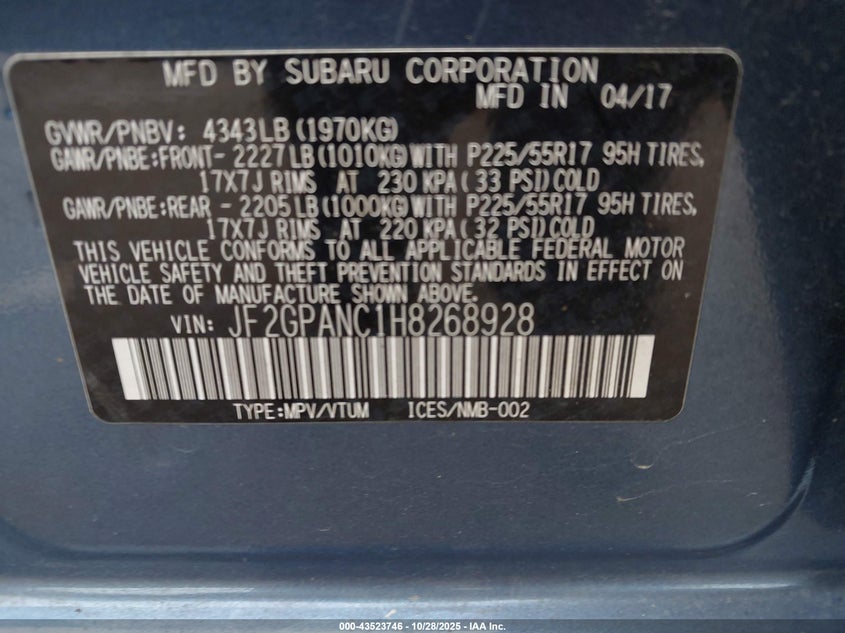 MFD BY SUBARU CORPORATION
MFD IN 04/17
GVWR/PNBV: 4343LB(1970KG)
GAWR/PNBE:FRONT- 2227LB(1010KG)WITH P225/55R17 95H TIRES,
17X7J RIMS AT 230 KPA( 33 PSI)COLD
GAWR/PNBE:REAR - 2205LB(1000KG)WITH P225/55R17 95H TIRES,
17X7J RIMS AT 220 KPA( 32 PSI)COLD
THIS VEHICLE CONFORMS TO ALL APPLICABLE FEDERAL MOTOR
VEHICLE SAFETY AND THEFT PREVENTION STANDARDS IN EFFECT ON
THE DATE OF MANUFACTURE SHOWN ABOVE.
VIN: JF2GPANC1H8268928
TYPE:MPV/VTUM ICES/NMB-002
000-43523746 - 10/28/2025 - IAA Inc.